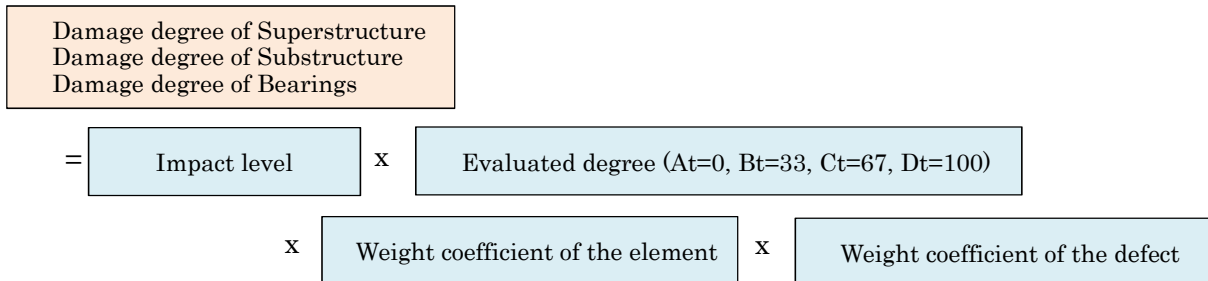 Damage degree of Superstructure
Damage degree of Substructure
Damage degree of Bearings
= Impact level x Evaluated degree (At=0, Bt=33, Ct=67, Dt=100)
x Weight coefficient of the element x Weight coefficient of the defect